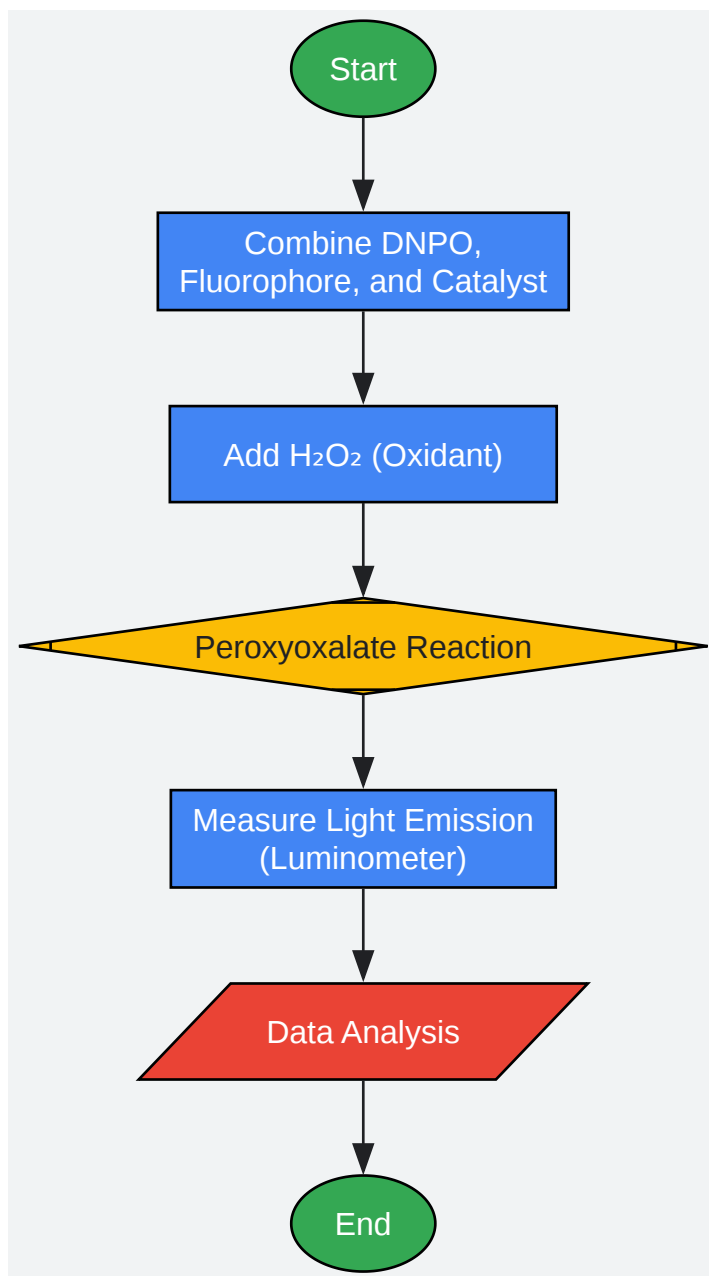 Start
Combine DNPO,
Fluorophore, and Catalyst
Add H₂O₂ (Oxidant)
Peroxyoxalate Reaction
Measure Light Emission
(Luminometer)
Data Analysis
End